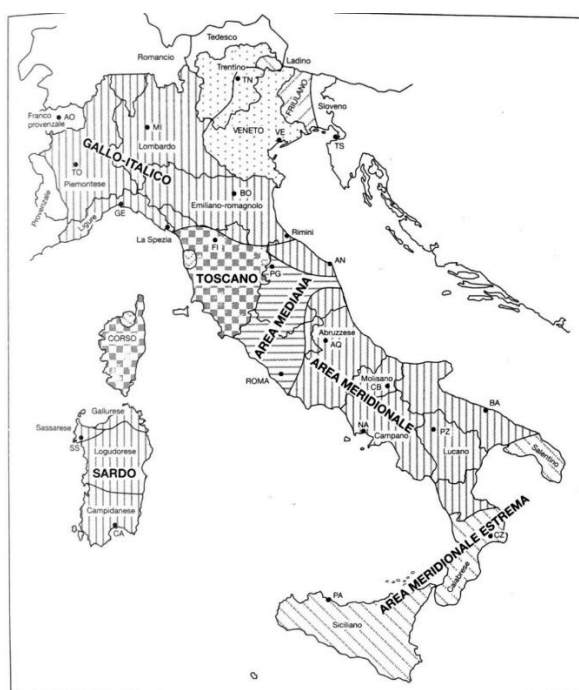 Tedesco
Romancio
Ladino
Trentino
TN
FRIULANO
Sloveno
Franco
provenzale
AO
MI
Lombardo
VENETO
VE
TS
GALLO-ITALICO
TO
Piemontese
Provenzale
BO
Emiliano-romagnolo
GE
Ligure
La Spezia
Rimini
FI
AN
PG
TOSCANO
AREA MEDIANA
CORSO
Abruzzese
AQ
ROMA
Molisano
CB
AREA MERIDIONALE
BA
Gallurese
Sassarese
SS
Logudorese
NA
Campano
PZ
Lucano
Salentino
SARDO
Campidanese
CA
AREA MERIDIONALE ESTREMA
CZ
Calabrese
PA
Siciliano